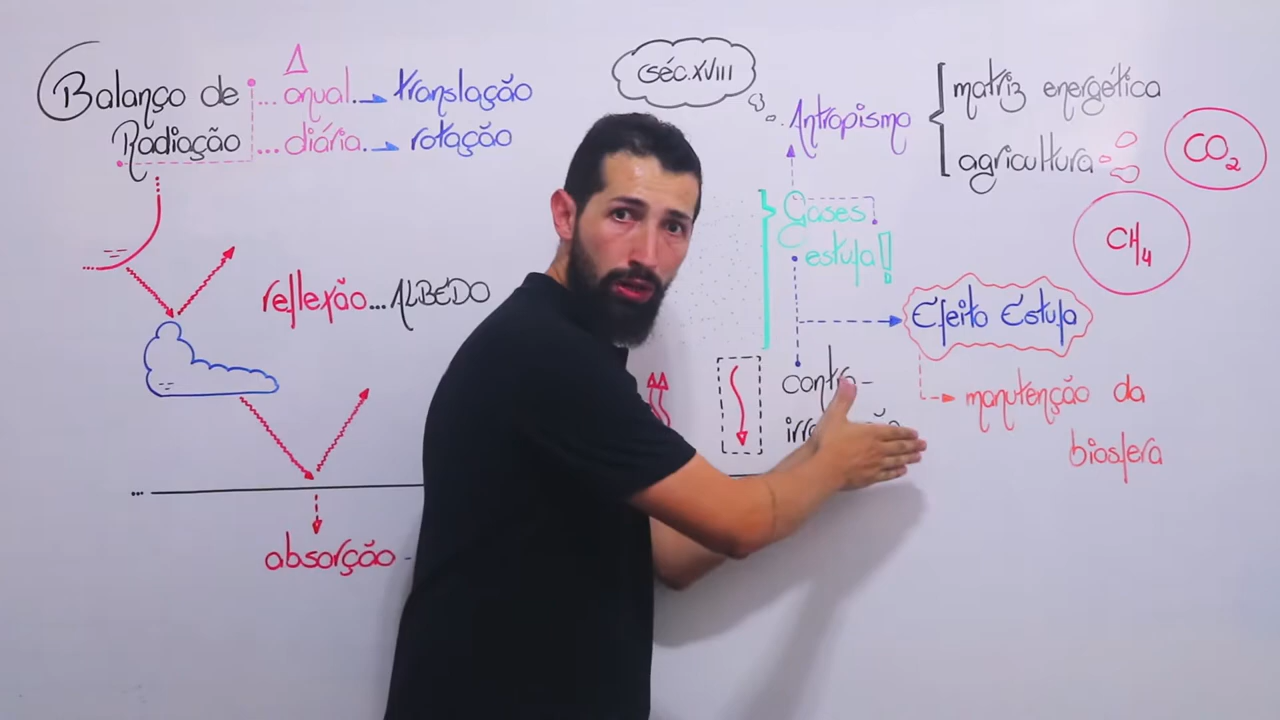 Balanço de
Radiação
Δ
... anual. translação
... diária. rotação
reflexão...ALBEDO
absorção -
(séc.XVIII
Antropismo
matriz energética
agricultura
CO2
CH4
Gases
estufa!
Efeito Estufa
contra-
manutenção da
biosfera